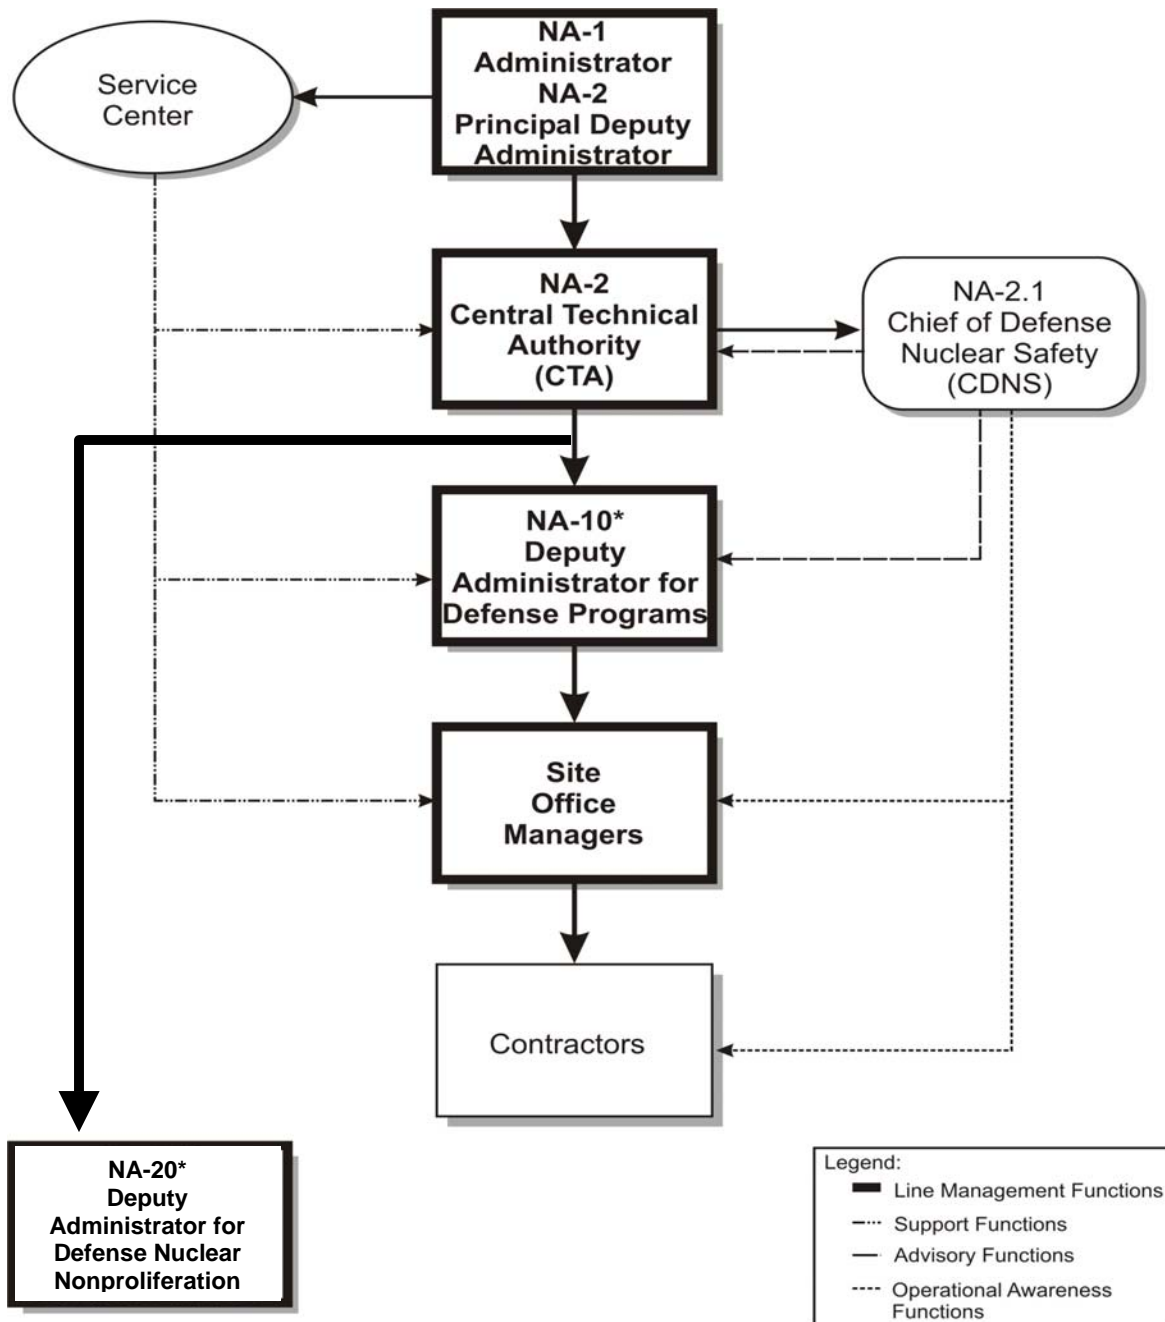 NA-1
Administrator
NA-2
Principal Deputy
Administrator
Service
Center
NA-2
Central Technical
Authority
(CTA)
NA-2.1
Chief of Defense
Nuclear Safety
(CDNS)
NA-10*
Deputy
Administrator for
Defense Programs
Site
Office
Managers
Contractors
NA-20*
Deputy
Administrator for
Defense Nuclear
Nonproliferation
Legend:
Line Management Functions
Support Functions
Advisory Functions
Operational Awareness
Functions